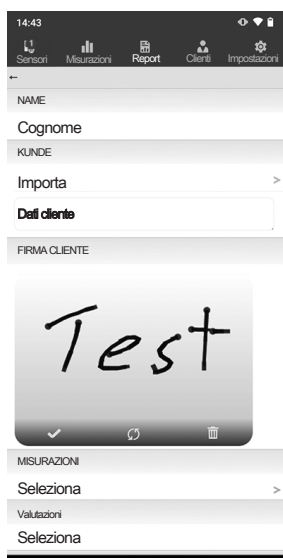 14:43
Sensori Misurazioni Report Clienti Impostazioni
←
NAME
Cognome
KUNDE
Importa >
Dati cliente
FIRMA CLIENTE
Test
MISURAZIONI
Seleziona >
Valutazioni
Seleziona